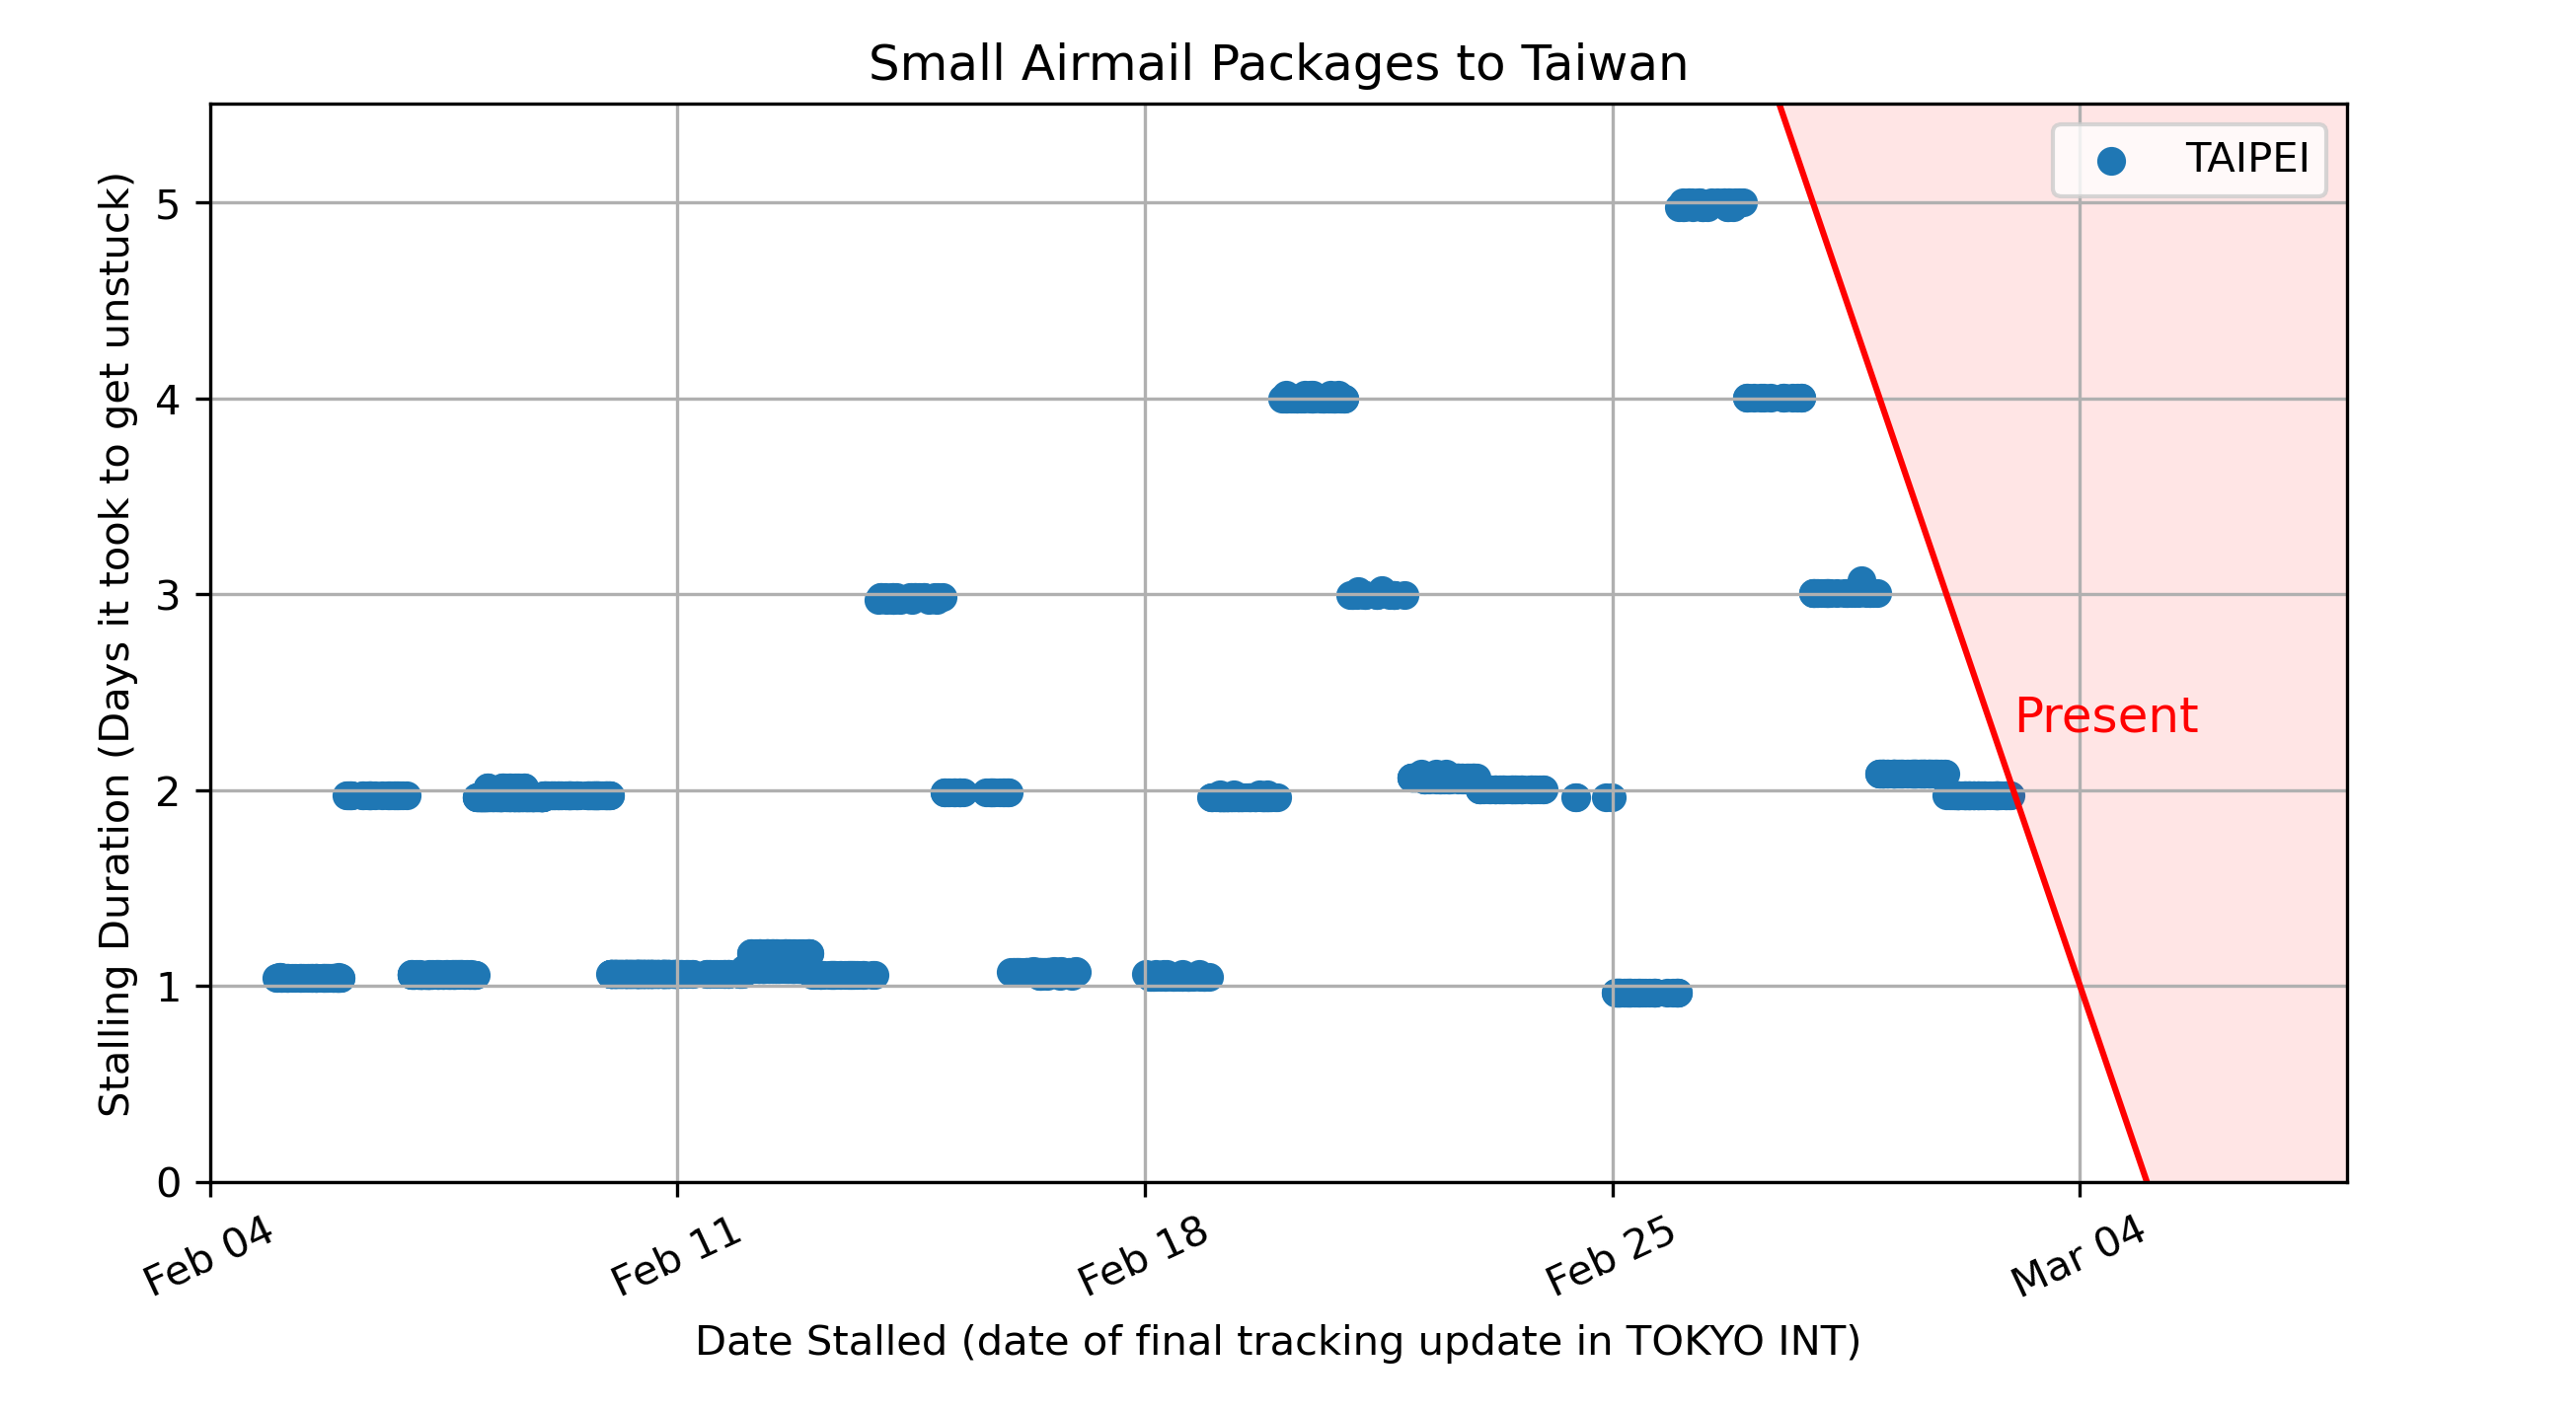 Small Airmail Packages to Taiwan
TAIPEI
Stalling Duration (Days it took to get unstuck)
5
4
3
2
1
0
Present
Feb 04
Feb 11
Feb 18
Feb 25
Mar 04
Date Stalled (date of final tracking update in TOKYO INT)